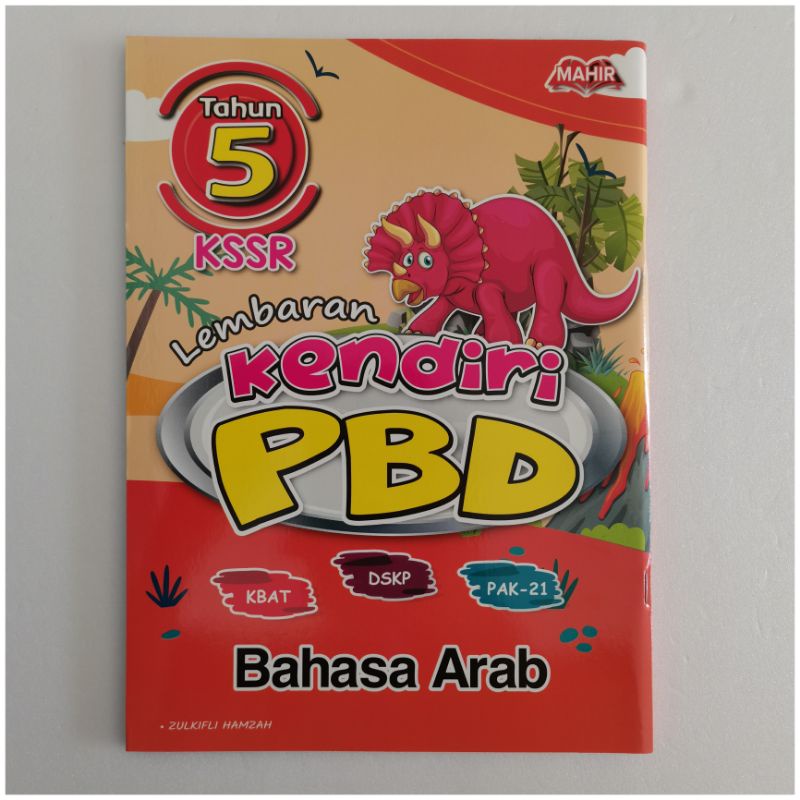 Tahun
5
KSSR
MAHIR
Lembaran
Kendiri
PBD
KBAT
DSKP
PAK-21
Bahasa Arab
• ZULKIFLI HAMZAH